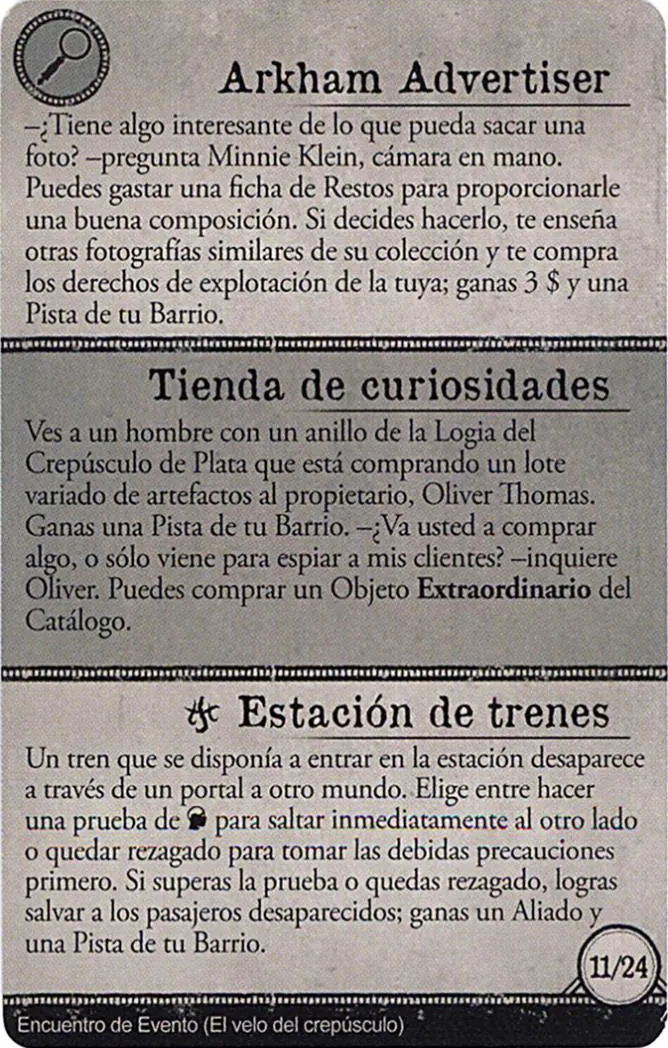 Arkham Advertiser
–¿Tiene algo interesante de lo que pueda sacar una
foto? –pregunta Minnie Klein, cámara en mano.
Puedes gastar una ficha de Restos para proporcionarle
una buena composición. Si decides hacerlo, te enseña
otras fotografías similares de su colección y te compra
los derechos de explotación de la tuya; ganas 3 $ y una
Pista de tu Barrio.
Tienda de curiosidades
Ves a un hombre con un anillo de la Logia del
Crepúsculo de Plata que está comprando un lote
variado de artefactos al propietario, Oliver Thomas.
Ganas una Pista de tu Barrio. –¿Va usted a comprar
algo, o sólo viene para espiar a mis clientes? –inquiere
Oliver. Puedes comprar un Objeto Extraordinario del
Catálogo.
Estación de trenes
Un tren que se disponía a entrar en la estación desaparece
a través de un portal a otro mundo. Elige entre hacer
una prueba de para saltar inmediatamente al otro lado
o quedar rezagado para tomar las debidas precauciones
primero. Si superas la prueba o quedas rezagado, logras
salvar a los pasajeros desaparecidos; ganas un Aliado y
una Pista de tu Barrio.
11/24
Encuentro de Evento (El velo del crepúsculo)